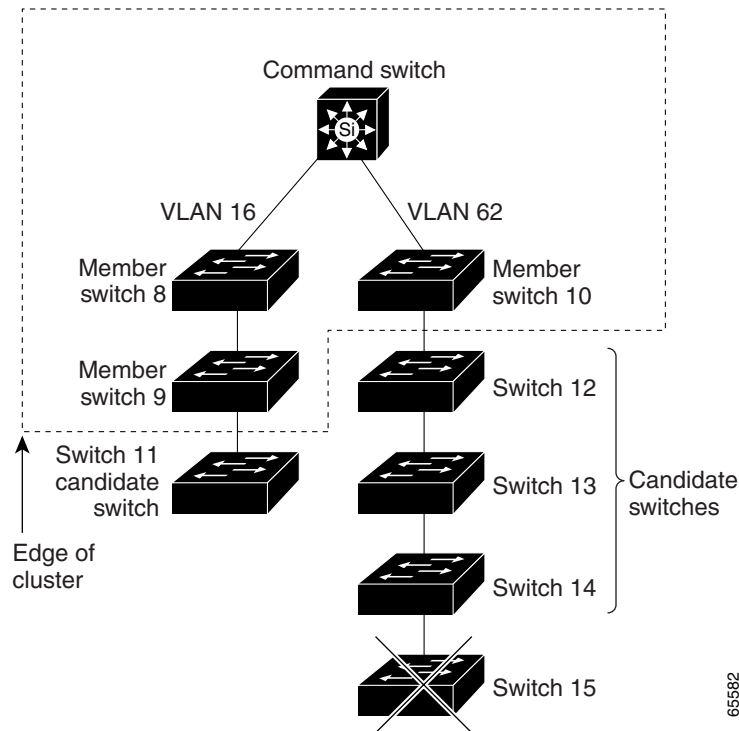 Command switch
Si
VLAN 16
VLAN 62
Member
switch 8
Member
switch 10
Member
switch 9
Switch 12
Switch 11
candidate
switch
Switch 13
Candidate
switches
Edge of
cluster
Switch 14
Switch 15
65582